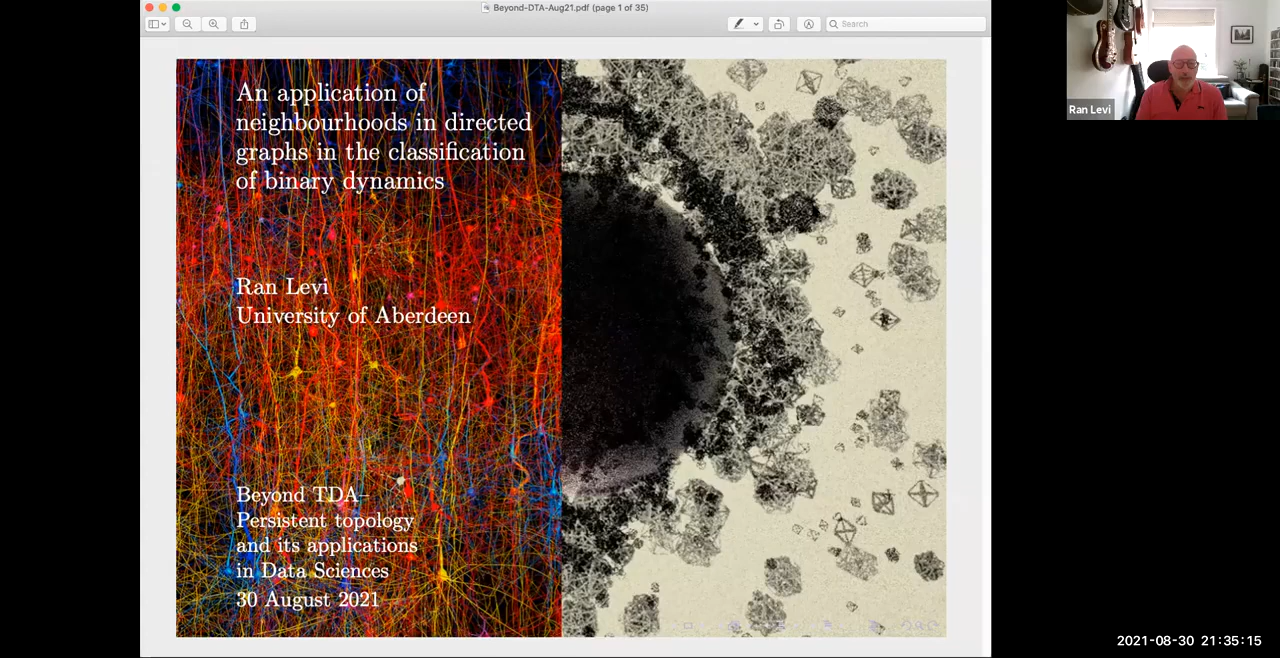 Beyond-DTA-Aug21.pdf (page 1 of 35)
Search
An application of
neighbourhoods in directed
graphs in the classification
of binary dynamics
Ran Levi
University of Aberdeen
Beyond TDA–
Persistent topology
and its applications
in Data Sciences
30 August 2021
Ran Levi
2021-08-30 21:35:15